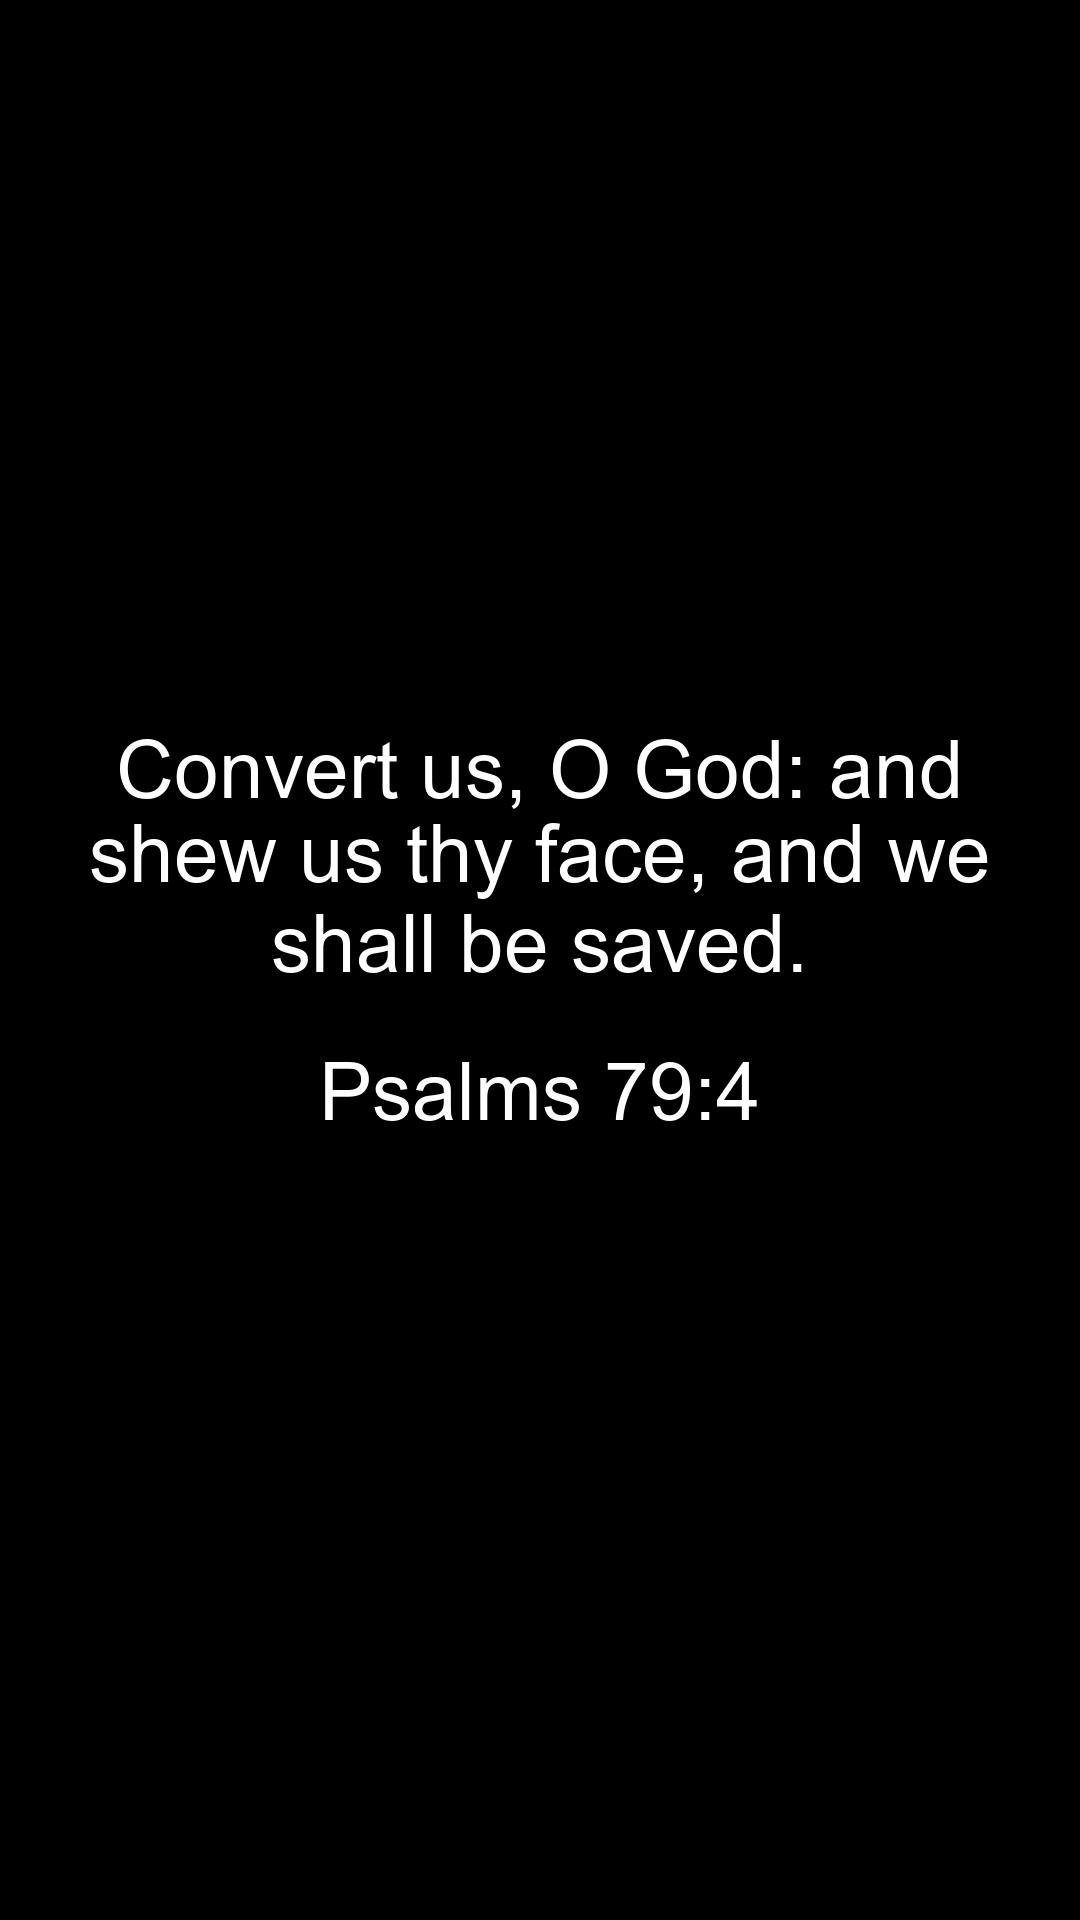 Convert us, O God: and
shew us thy face, and we
shall be saved.
Psalms 79:4